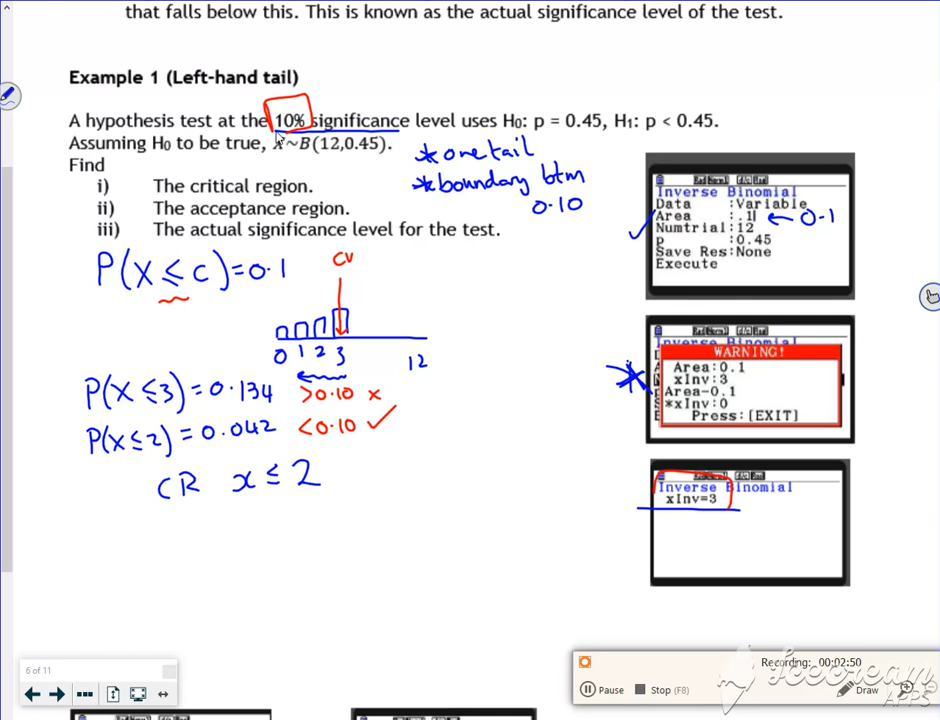 that falls below this. This is known as the actual significance level of the test.
Example 1 (Left-hand tail)
A hypothesis test at the 10% significance level uses H₀: p = 0.45, H₁: p < 0.45.
Assuming H₀ to be true, X~B(12,0.45).
* one tail
Find
* boundary btm
0.10
i) The critical region.
ii) The acceptance region.
iii) The actual significance level for the test.
P(X ≤ c) = 0.1
CV
0 1 2 3 12
P(X ≤ 3) = 0.134 >0.10 x
P(X ≤ 2) = 0.042 <0.10 ✓
CR x ≤ 2
Inverse Binomial
Data :Variable
Area :.1 ← 0.1
Numtrial:12
p :0.45
Save Res:None
Execute
WARNING!
Area:0.1
xInv:3
Area-0.1
*xInv:0
Press:[EXIT]
Inverse Binomial
xInv=3
6 of 11
Recording: 00:02:50
Pause Stop (F8) Draw
Icecream
APPS